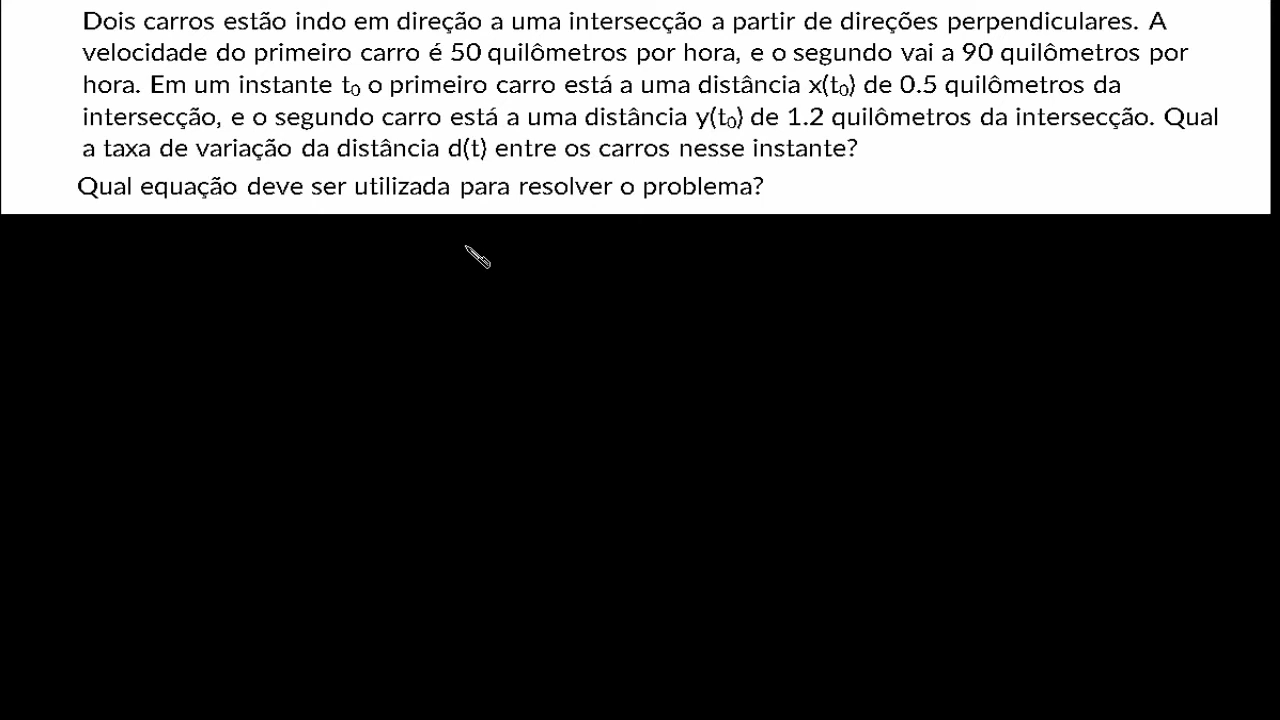 Dois carros estão indo em direção a uma intersecção a partir de direções perpendiculares. A
velocidade do primeiro carro é 50 quilômetros por hora, e o segundo vai a 90 quilômetros por
hora. Em um instante t₀ o primeiro carro está a uma distância x(t₀) de 0.5 quilômetros da
intersecção, e o segundo carro está a uma distância y(t₀) de 1.2 quilômetros da intersecção. Qual
a taxa de variação da distância d(t) entre os carros nesse instante?
Qual equação deve ser utilizada para resolver o problema?